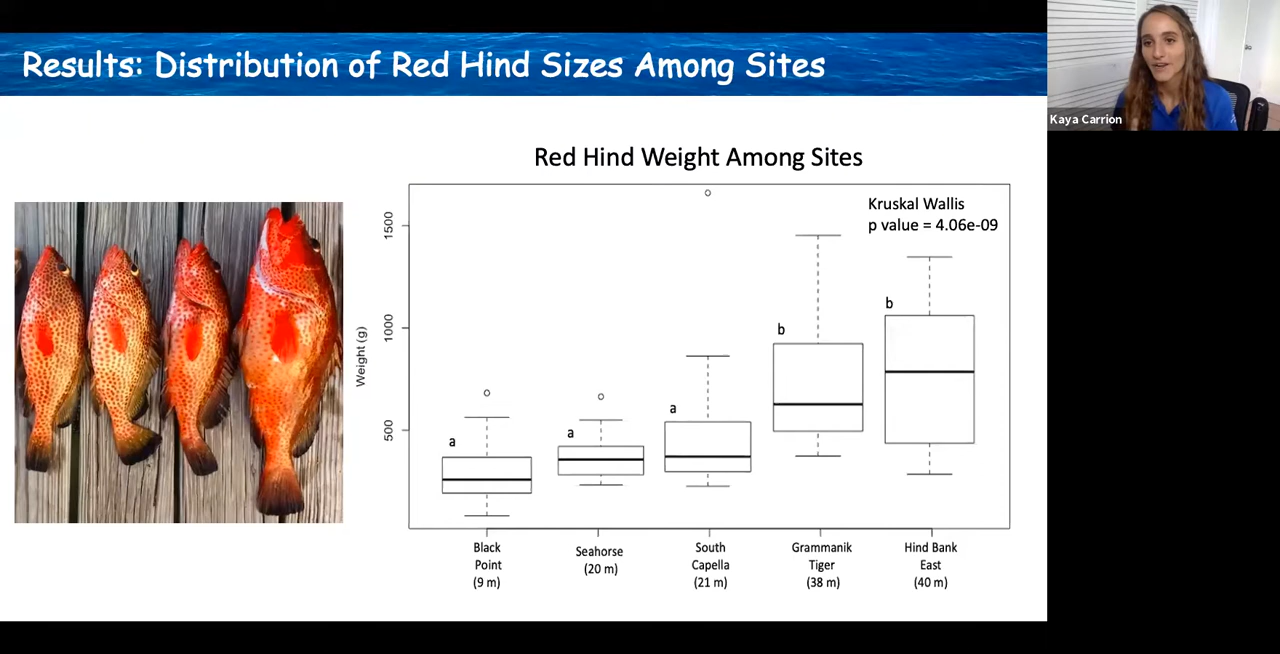 Results: Distribution of Red Hind Sizes Among Sites
Kaya Carrion
Red Hind Weight Among Sites
Kruskal Wallis
p value = 4.06e-09
Weight (g)
1500
1000
500
a
a
a
b
b
Black
Point
(9 m)
Seahorse
(20 m)
South
Capella
(21 m)
Grammanik
Tiger
(38 m)
Hind Bank
East
(40 m)